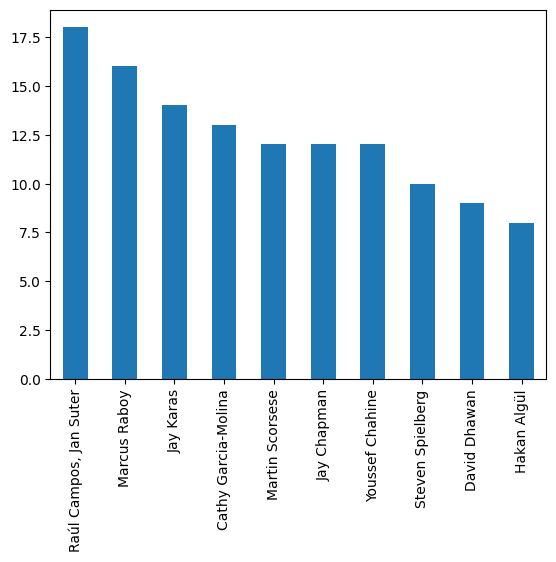 17.5
15.0
12.5
10.0
7.5
5.0
2.5
0.0
Raúl Campos, Jan Suter
Marcus Raboy
Jay Karas
Cathy Garcia-Molina
Martin Scorsese
Jay Chapman
Youssef Chahine
Steven Spielberg
David Dhawan
Hakan Algül